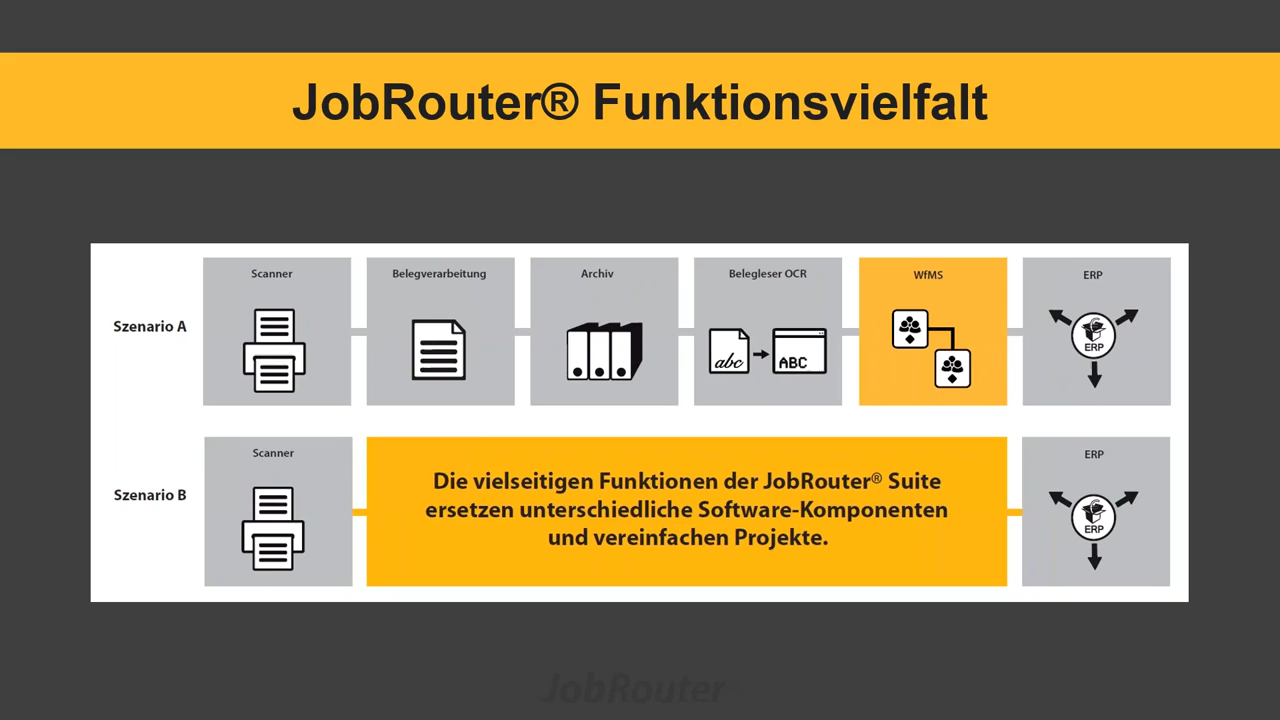 JobRouter® Funktionsvielfalt
Scanner
Belegverarbeitung
Archiv
Belegleser OCR
WfMS
ERP
Szenario A
abc
ABC
ERP
Scanner
ERP
Szenario B
Die vielseitigen Funktionen der JobRouter® Suite
ersetzen unterschiedliche Software-Komponenten
und vereinfachen Projekte.
ERP
JobRouter